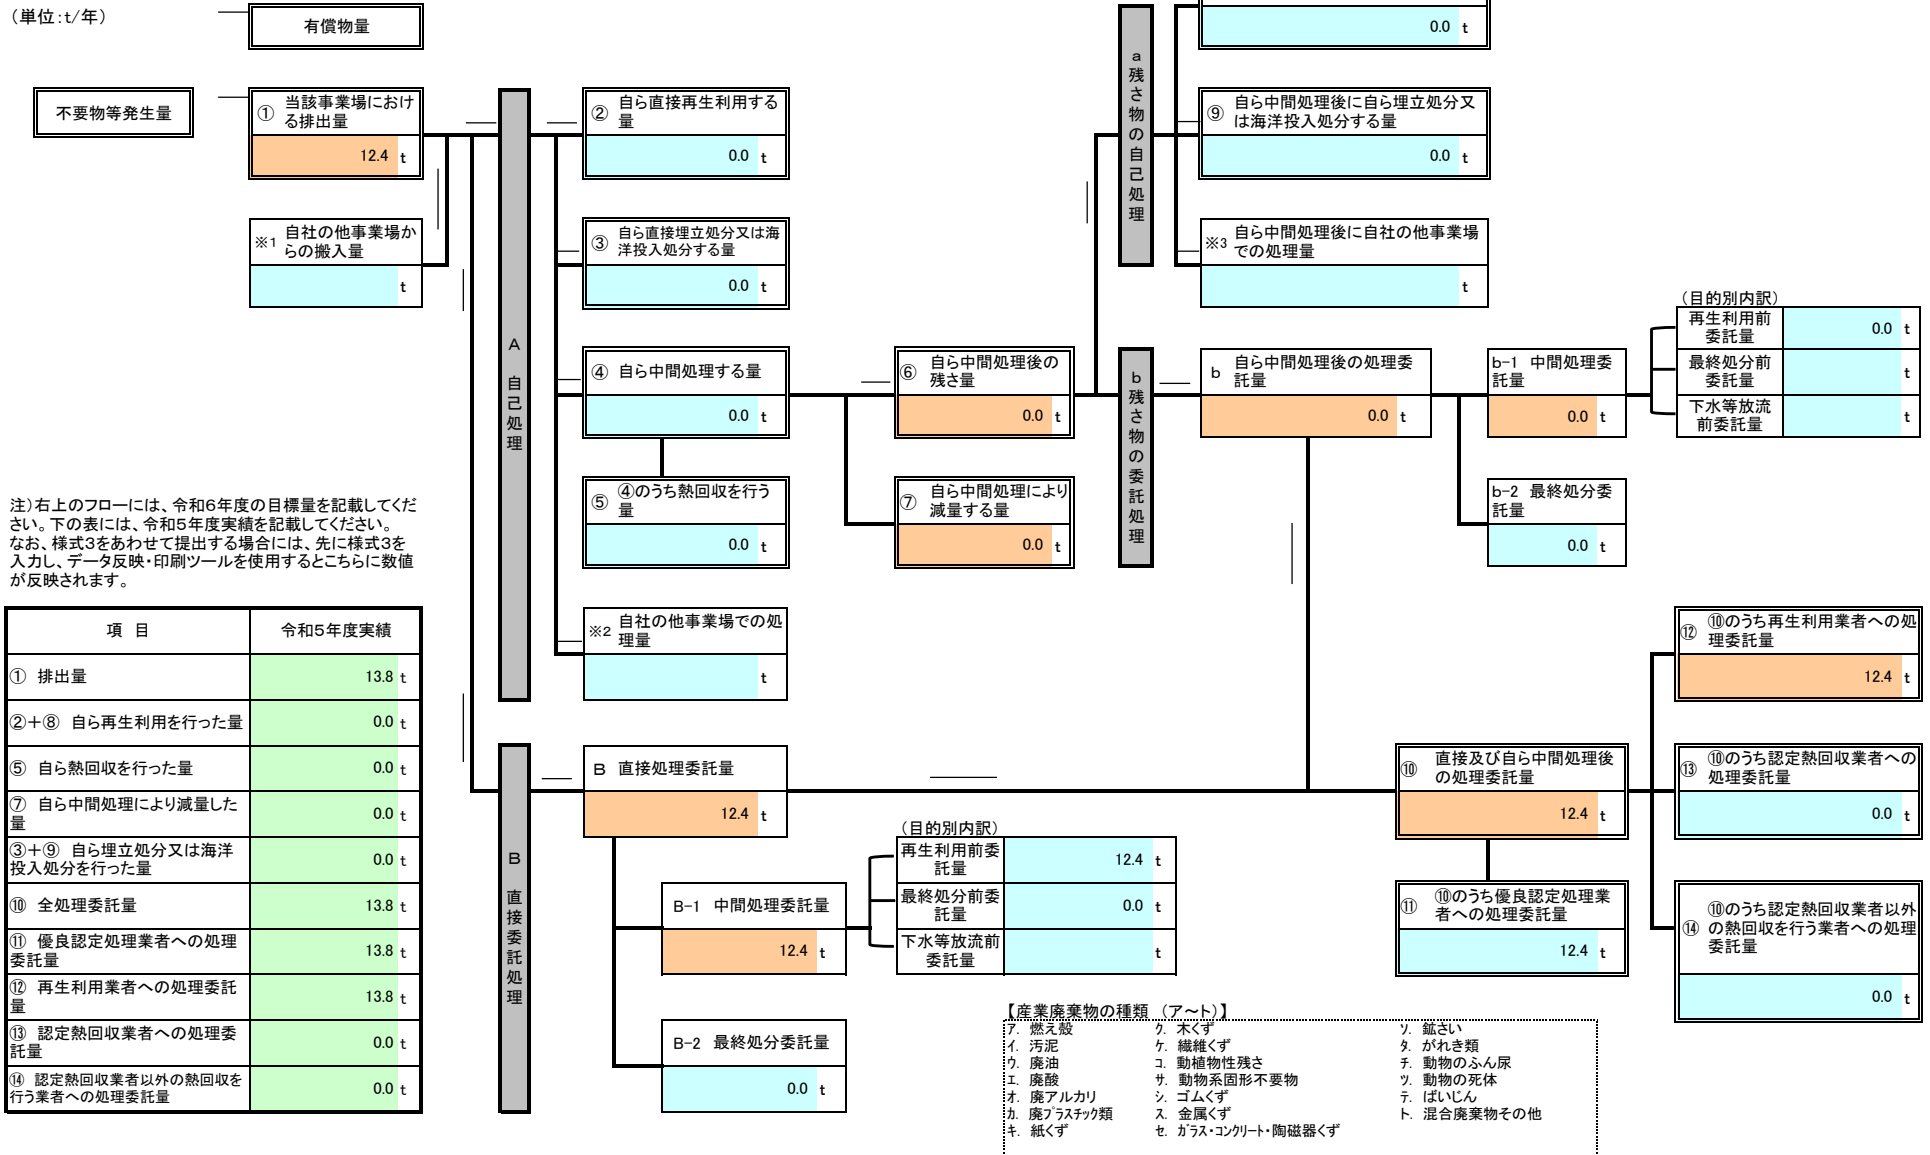 （単位:t/年）
有償物量
不要物等発生量
① 当該事業場におけ
る排出量
12.4 t
※1 自社の他事業場か
らの搬入量
t
A 自己処理
② 自ら直接再生利用する
量
0.0 t
③ 自ら直接埋立処分又は海
洋投入処分する量
0.0 t
④ 自ら中間処理する量
0.0 t
⑤ ④のうち熱回収を行う
量
0.0 t
※2 自社の他事業場での処
理量
t
⑥ 自ら中間処理後の
残さ量
0.0 t
⑦ 自ら中間処理により
減量する量
0.0 t
a 残さ物の自己処理
0.0 t
⑨ 自ら中間処理後に自ら埋立処分又
は海洋投入処分する量
0.0 t
※3 自ら中間処理後に自社の他事業場
での処理量
t
b 残さ物の委託処理
b 自ら中間処理後の処理委
託量
0.0 t
b-1 中間処理委
託量
0.0 t
b-2 最終処分委
託量
0.0 t
（目的別内訳）
再生利用前
委託量
0.0 t
最終処分前
委託量
t
下水等放流
前委託量
t
注）右上のフローには、令和6年度の目標量を記載してくだ
さい。下の表には、令和5年度実績を記載してください。
なお、様式3をあわせて提出する場合には、先に様式3を
入力し、データ反映・印刷ツールを使用するとこちらに数値
が反映されます。
項 目 令和5年度実績
① 排出量 13.8 t
②+⑧ 自ら再生利用を行った量 0.0 t
⑤ 自ら熱回収を行った量 0.0 t
⑦ 自ら中間処理により減量した
量 0.0 t
③+⑨ 自ら埋立処分又は海洋
投入処分を行った量 0.0 t
⑩ 全処理委託量 13.8 t
⑪ 優良認定処理業者への処理
委託量 13.8 t
⑫ 再生利用業者への処理委託
量 13.8 t
⑬ 認定熱回収業者への処理委
託量 0.0 t
⑭ 認定熱回収業者以外の熱回収を
行う業者への処理委託量 0.0 t
B 直接委託処理
B 直接処理委託量
12.4 t
B-1 中間処理委託量
12.4 t
B-2 最終処分委託量
0.0 t
（目的別内訳）
再生利用前委
託量
12.4 t
最終処分前委
託量
0.0 t
下水等放流前
委託量
t
⑩ 直接及び自ら中間処理後
の処理委託量
12.4 t
⑪ ⑩のうち優良認定処理業
者への処理委託量
12.4 t
⑫ ⑩のうち再生利用業者への処
理委託量
12.4 t
⑬ ⑩のうち認定熱回収業者への
処理委託量
0.0 t
⑭ ⑩のうち認定熱回収業者以外
の熱回収を行う業者への処理
委託量
0.0 t
【産業廃棄物の種類 （ア～ト）】
ア. 燃え殻 ク. 木くず ソ. 鉱さい
イ. 汚泥 ケ. 繊維くず タ. がれき類
ウ. 廃油 コ. 動植物性残さ チ. 動物のふん尿
エ. 廃酸 サ. 動物系固形不要物 ツ. 動物の死体
オ. 廃アルカリ シ. ゴムくず テ. ばいじん
カ. 廃プラスチック類 ス. 金属くず ト. 混合廃棄物その他
キ. 紙くず セ. ガラス・コンクリート・陶磁器くず